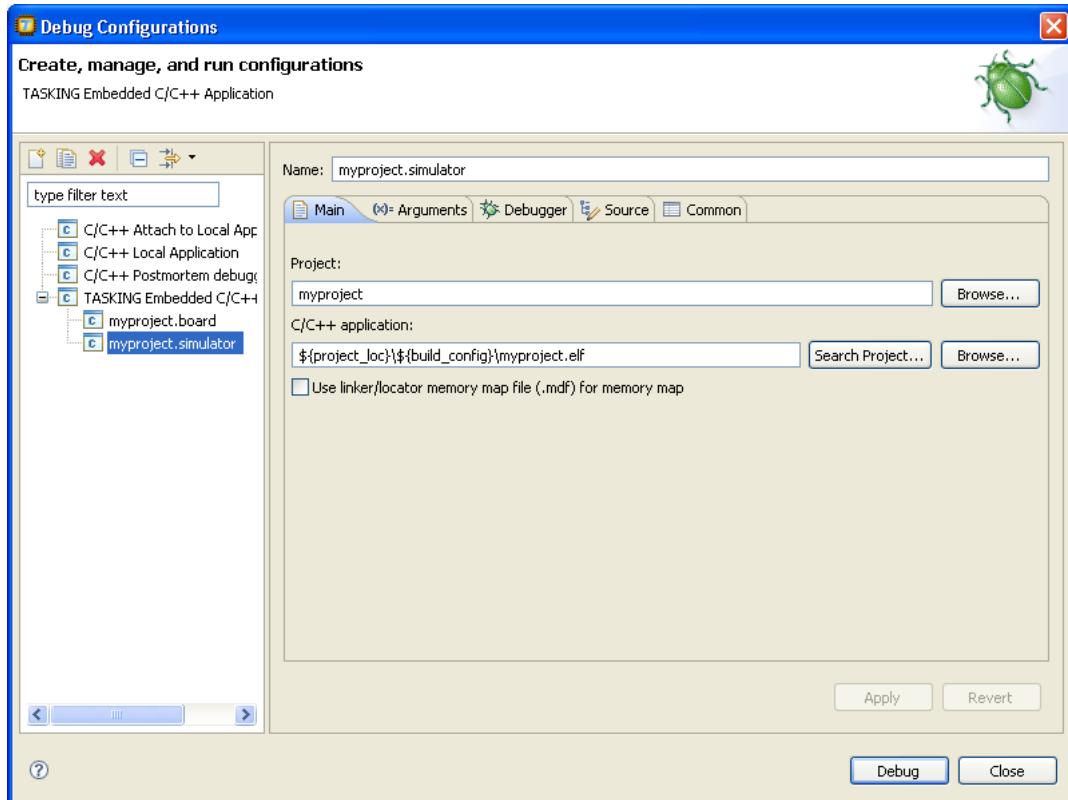 Debug Configurations
Create, manage, and run configurations
TASKING Embedded C/C++ Application
type filter text
C/C++ Attach to Local App
C/C++ Local Application
C/C++ Postmortem debugg
TASKING Embedded C/C++
myproject.board
myproject.simulator
Name: myproject.simulator
Main (x)= Arguments Debugger Source Common
Project:
myproject Browse...
C/C++ application:
${project_loc}\${build_config}\myproject.elf Search Project... Browse...
Use linker/locator memory map file (.mdf) for memory map
Apply Revert
Debug Close